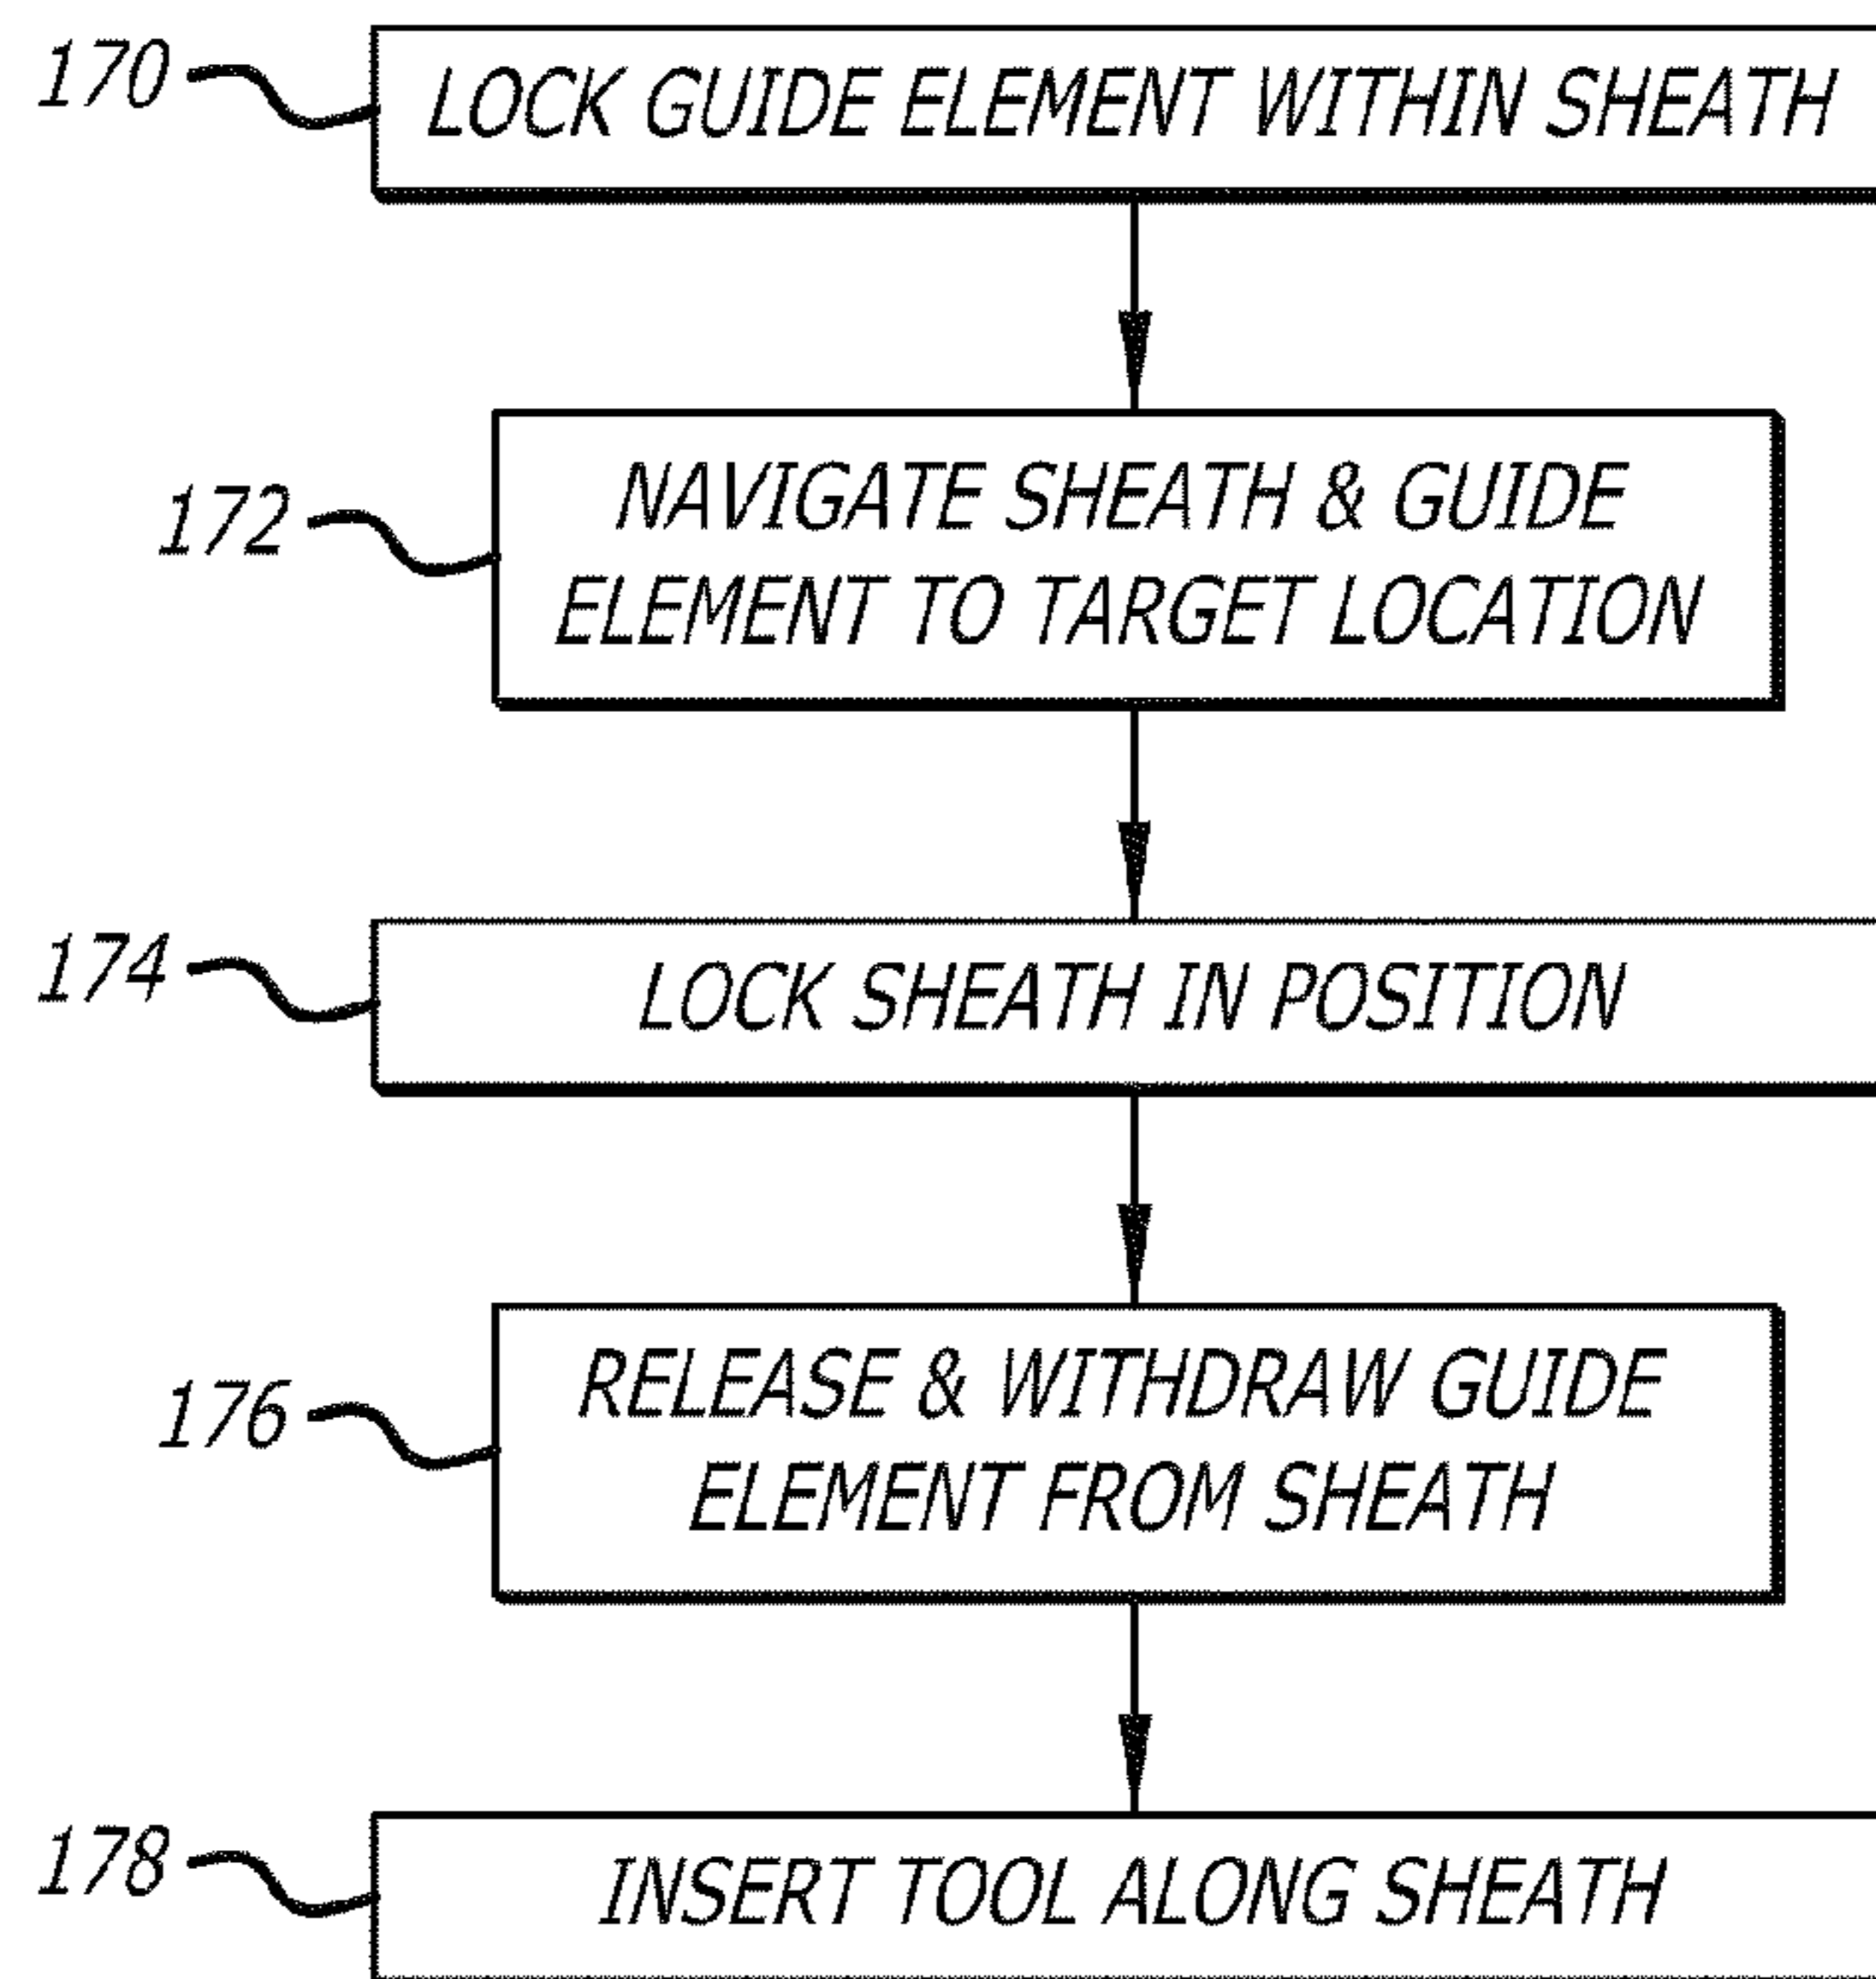 170
LOCK GUIDE ELEMENT WITHIN SHEATH
172
NAVIGATE SHEATH & GUIDE
ELEMENT TO TARGET LOCATION
174
LOCK SHEATH IN POSITION
176
RELEASE & WITHDRAW GUIDE
ELEMENT FROM SHEATH
178
INSERT TOOL ALONG SHEATH